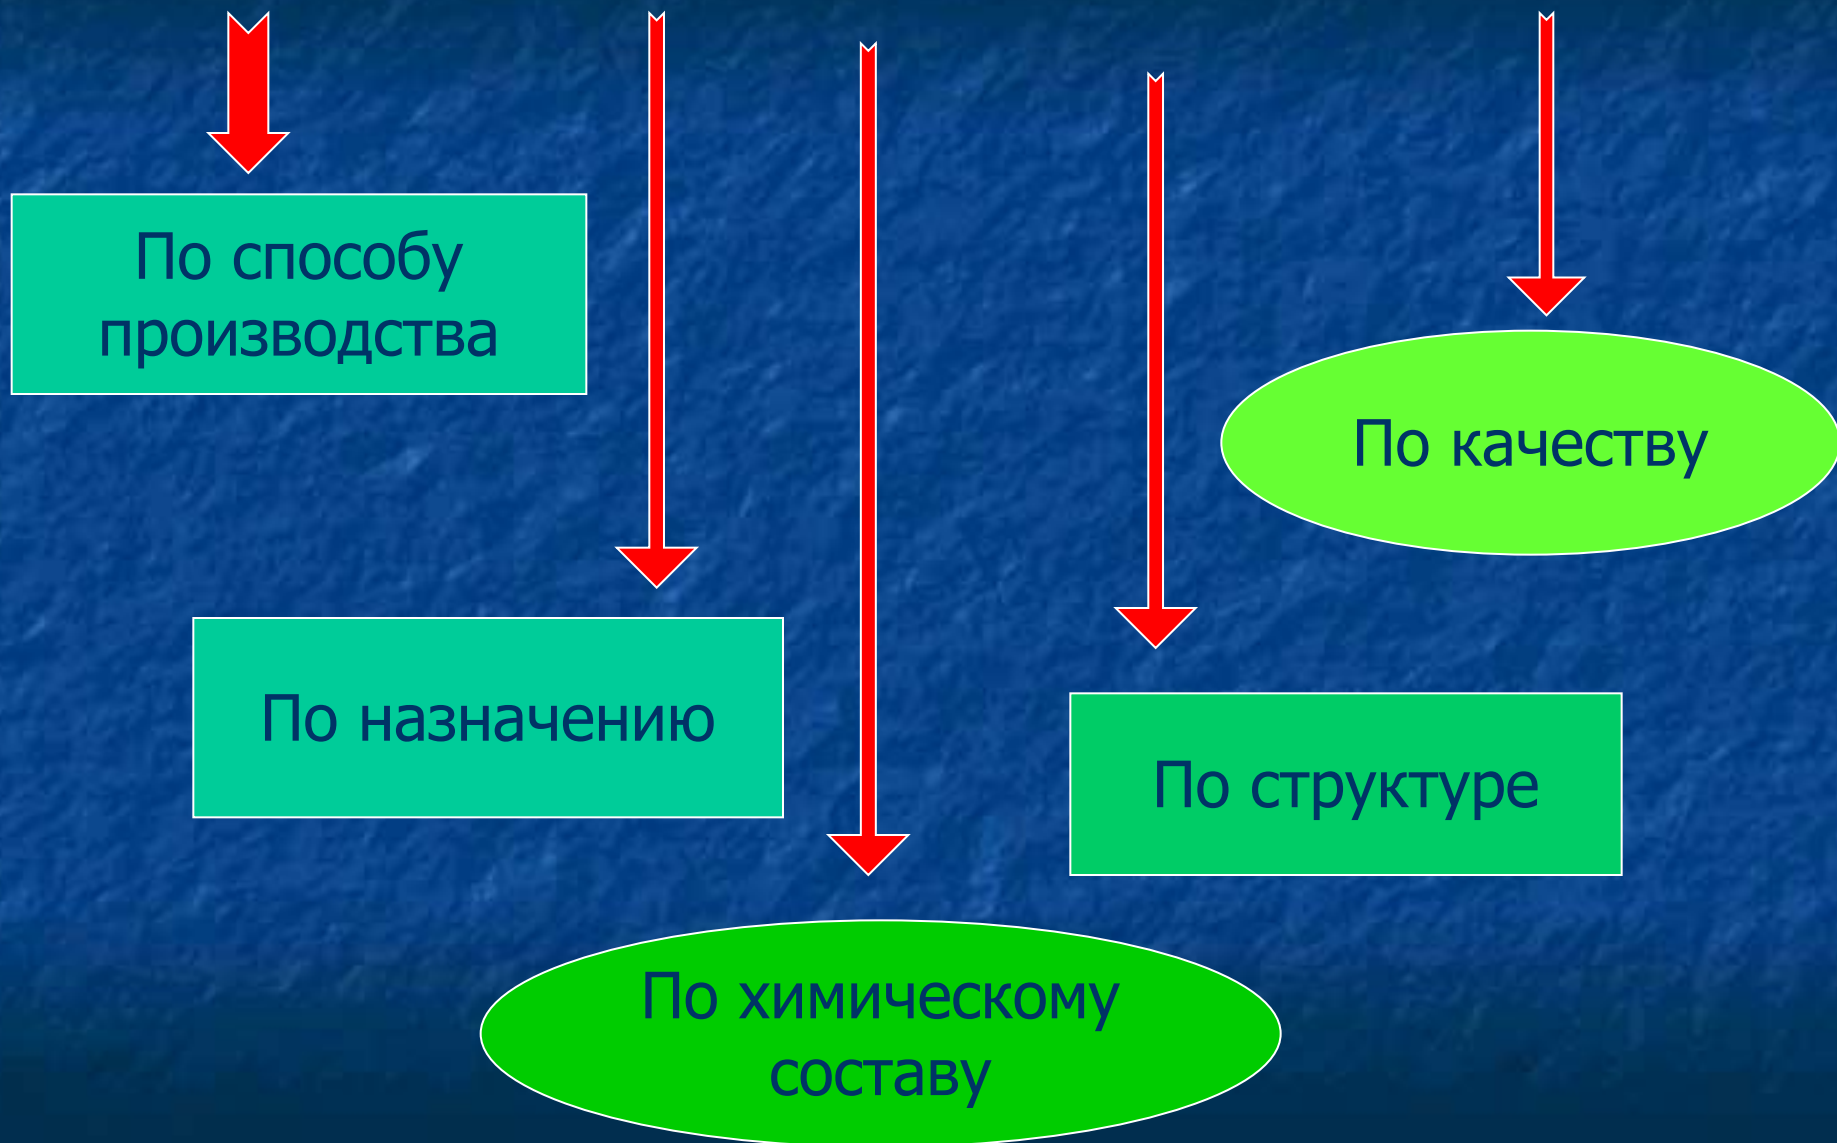 По способу
производства
По качеству
По назначению
По структуре
По химическому
составу